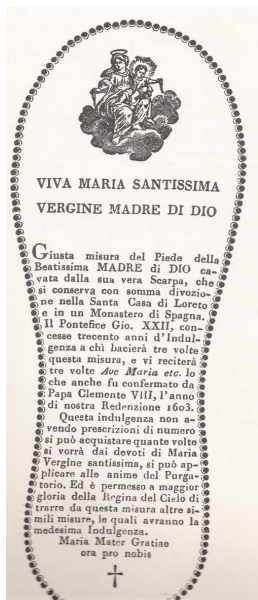 VIVA MARIA SANTISSIMA
VERGINE MADRE DI DIO
Giusta misura del Piede della
Beatissima MADRE di DIO ca-
vata dalla sua vera Scarpa, che
si conserva con somma divozio-
ne nella Santa Casa di Loreto
e in un Monastero di Spagna.
Il Pontefice Gio. XXII, con-
cesse trecento anni d'Indul-
genza a chì bacierà tre volte
questa misura, e vi reciterà
tre volte Ave Maria etc. lo
che anche fu confermato da
Papa Clemente VIII, l'anno
di nostra Redenzione 1603.
Questa indulgenza non a-
vendo prescrizioni di numero
si può acquistare quante volte
si vorrà dai devoti di Maria
Vergine santissima, si può ap-
plicare alle anime del Purga-
torio. Ed è permesso a maggior
gloria della Regina del Cielo di
trarre da questa misura altre si-
mili misure, le quali avranno la
medesima Indulgenza.
Maria Mater Gratiae
ora pro nobis